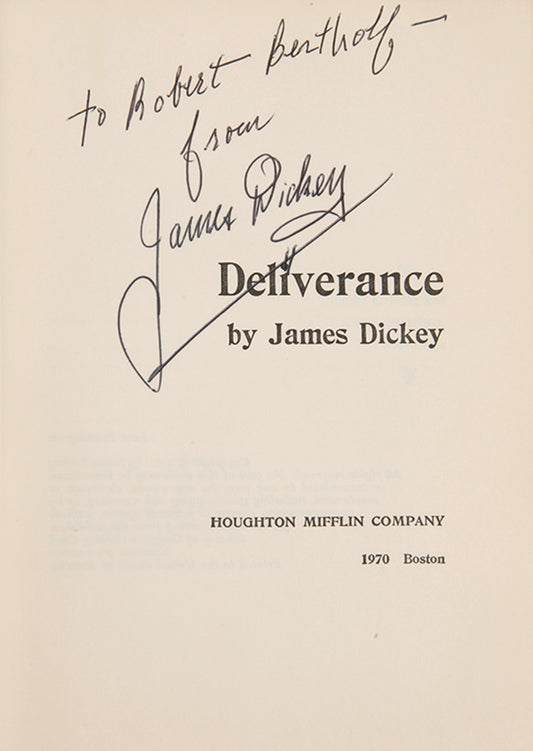 to Robert Bertholf –
from
James Dickey
Deliverance
by James Dickey
HOUGHTON MIFFLIN COMPANY
1970 Boston